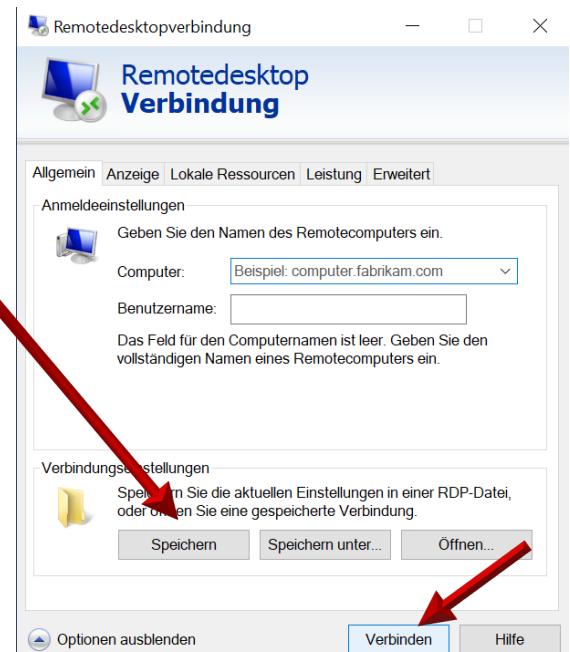 Remotedesktopverbindung
Remotedesktop
Verbindung
Allgemein Anzeige Lokale Ressourcen Leistung Erweitert
Anmeldeeinstellungen
Geben Sie den Namen des Remotecomputers ein.
Computer: Beispiel: computer.fabrikam.com
Benutzername:
Das Feld für den Computernamen ist leer. Geben Sie den
vollständigen Namen eines Remotecomputers ein.
Verbindungseinstellungen
Speichern Sie die aktuellen Einstellungen in einer RDP-Datei,
oder öffnen Sie eine gespeicherte Verbindung.
Speichern Speichern unter... Öffnen...
Optionen ausblenden Verbinden Hilfe